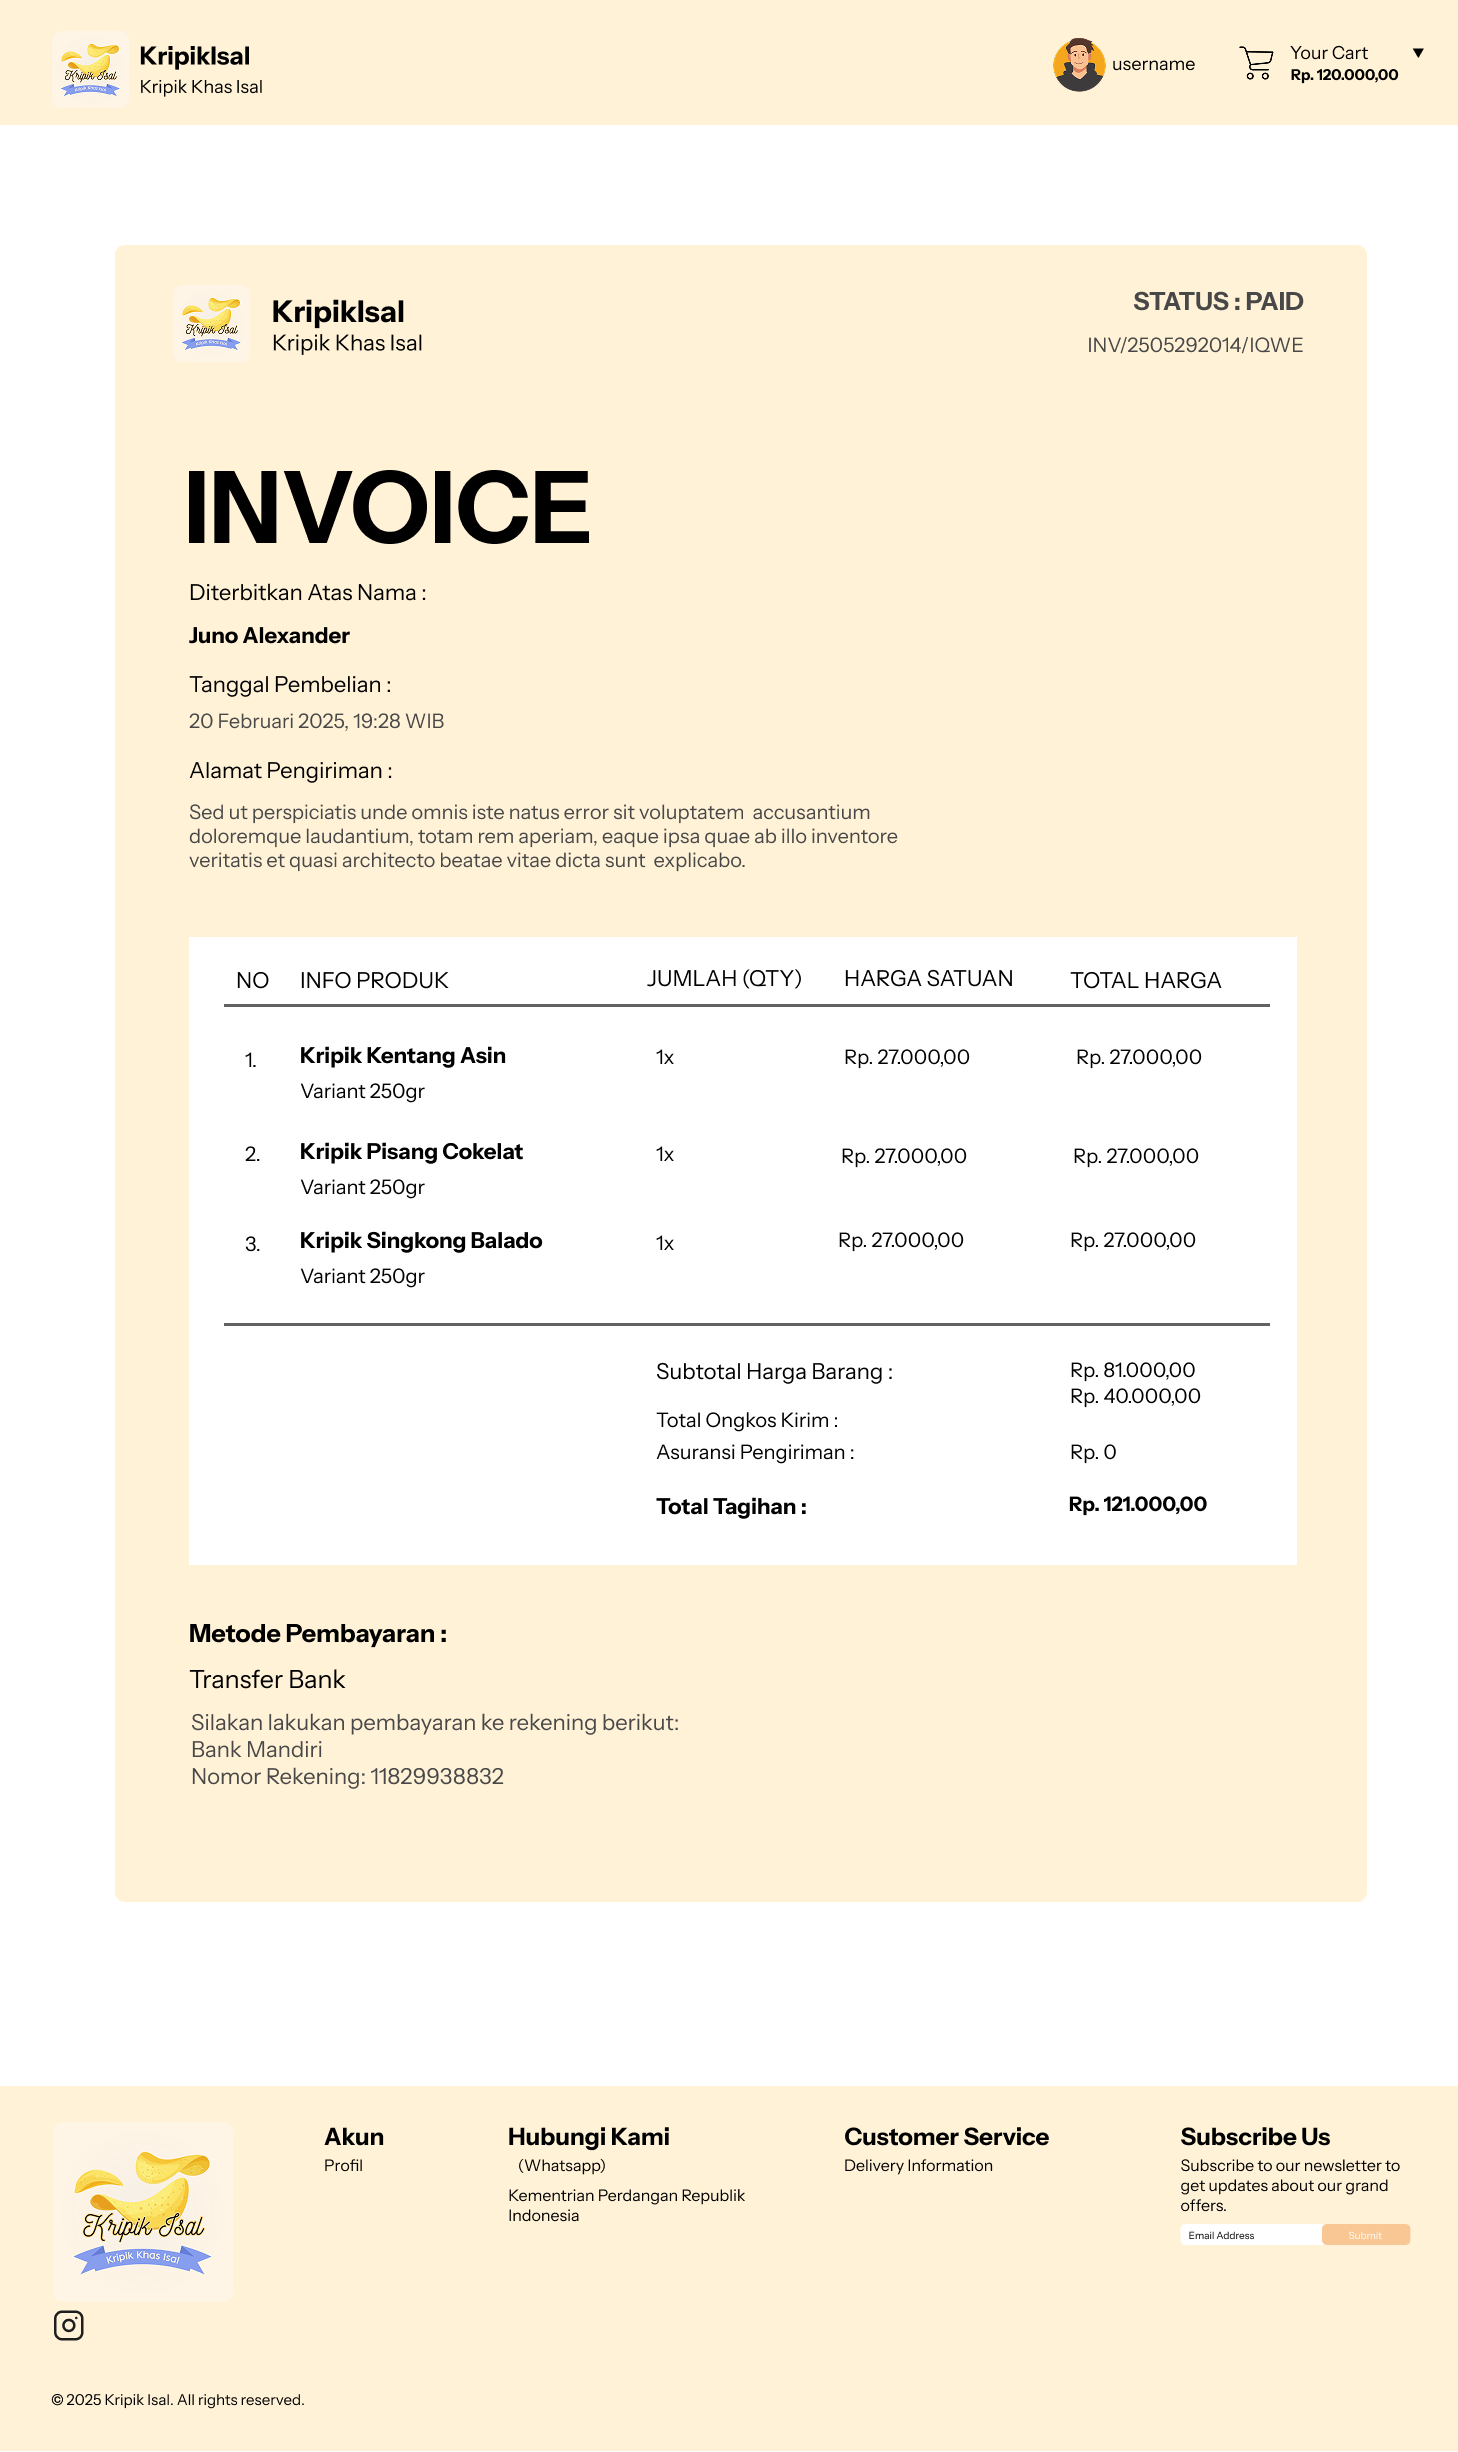 Kripik Isal
Kripik Khas Isal
KripikIsal
Kripik Khas Isal
username
Your Cart
▼
Rp. 120.000,00
Kripik Isal
Kripik Khas Isal
KripikIsal
Kripik Khas Isal
STATUS : PAID
INV/2505292014/IQWE
INVOICE
Diterbitkan Atas Nama :
Juno Alexander
Tanggal Pembelian :
20 Februari 2025, 19:28 WIB
Alamat Pengiriman :
Sed ut perspiciatis unde omnis iste natus error sit voluptatem  accusantium
doloremque laudantium, totam rem aperiam, eaque ipsa quae ab illo inventore
veritatis et quasi architecto beatae vitae dicta sunt  explicabo.
NO INFO PRODUK JUMLAH (QTY) HARGA SATUAN TOTAL HARGA
1. Kripik Kentang Asin 1x Rp. 27.000,00 Rp. 27.000,00
Variant 250gr
2. Kripik Pisang Cokelat 1x Rp. 27.000,00 Rp. 27.000,00
Variant 250gr
3. Kripik Singkong Balado 1x Rp. 27.000,00 Rp. 27.000,00
Variant 250gr
Subtotal Harga Barang : Rp. 81.000,00
Rp. 40.000,00
Total Ongkos Kirim :
Asuransi Pengiriman : Rp. 0
Total Tagihan : Rp. 121.000,00
Metode Pembayaran :
Transfer Bank
Silakan lakukan pembayaran ke rekening berikut:
Bank Mandiri
Nomor Rekening: 11829938832
Kripik Isal
Kripik Khas Isal
Akun
Profil
Hubungi Kami
(Whatsapp)
Kementrian Perdangan Republik
Indonesia
Customer Service
Delivery Information
Subscribe Us
Subscribe to our newsletter to
get updates about our grand
offers.
Email Address Submit
© 2025 Kripik Isal. All rights reserved.